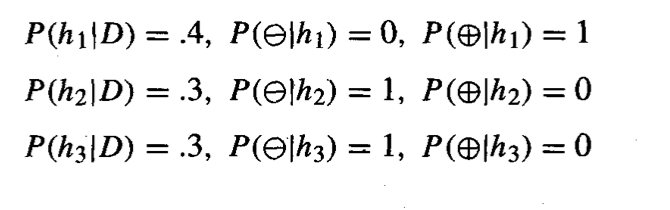 P(h₁|D) = .4, P(⊖|h₁) = 0, P(⊕|h₁) = 1
P(h₂|D) = .3, P(⊖|h₂) = 1, P(⊕|h₂) = 0
P(h₃|D) = .3, P(⊖|h₃) = 1, P(⊕|h₃) = 0